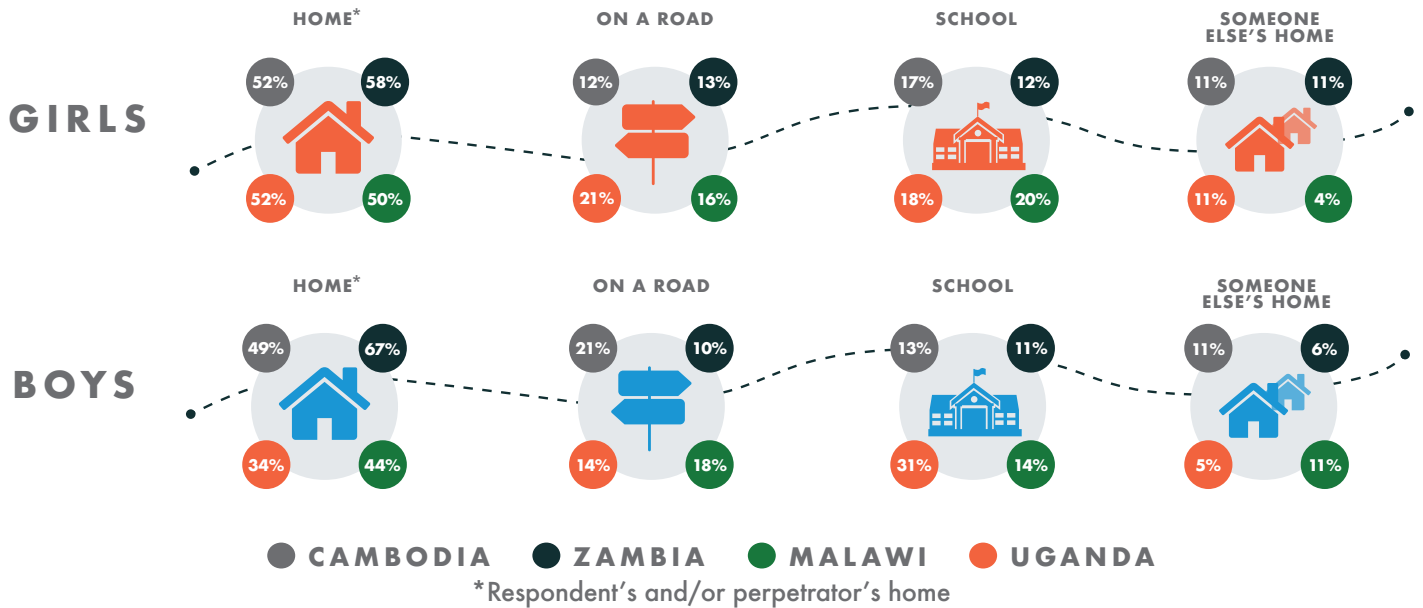 HOME*
ON A ROAD
SCHOOL
SOMEONE
ELSE'S HOME
GIRLS
52%
58%
12%
13%
17%
12%
11%
11%
52%
50%
21%
16%
18%
20%
11%
4%
HOME*
ON A ROAD
SCHOOL
SOMEONE
ELSE'S HOME
BOYS
49%
67%
21%
10%
13%
11%
11%
6%
34%
44%
14%
18%
31%
14%
5%
11%
CAMBODIA ZAMBIA MALAWI UGANDA
*Respondent's and/or perpetrator's home